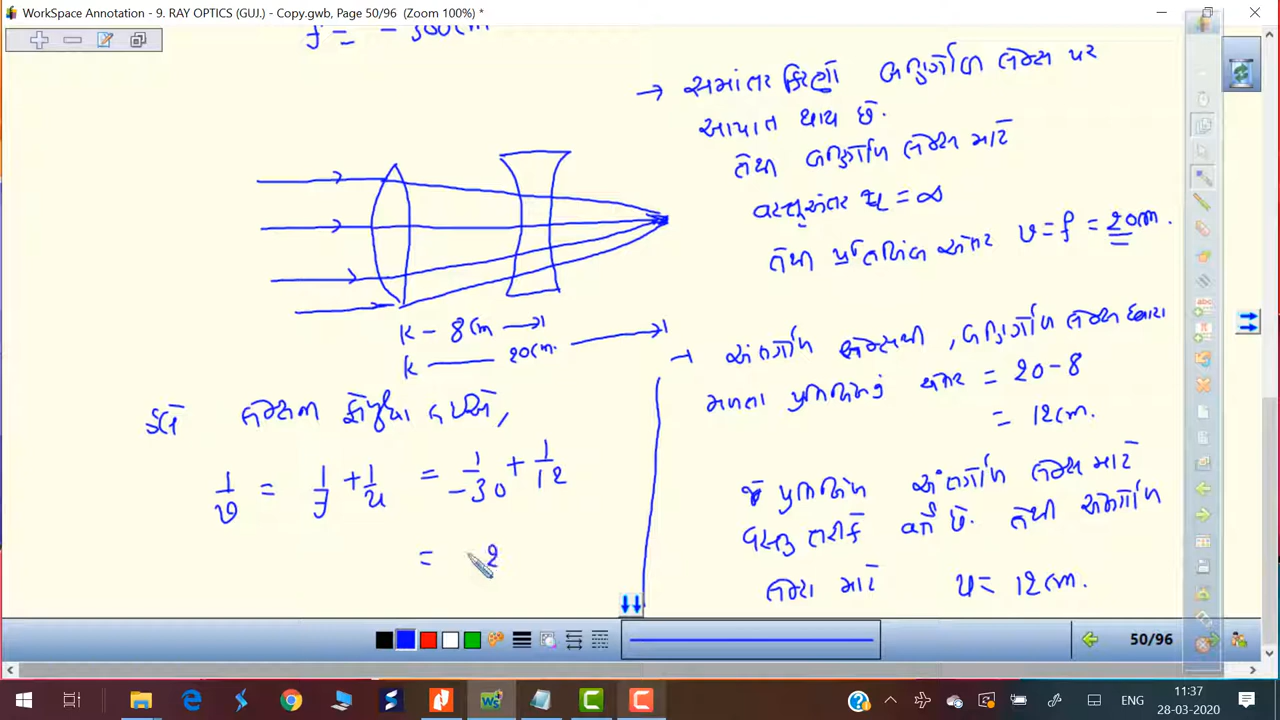 WorkSpace Annotation - 9. RAY OPTICS (GUJ.) - Copy.gwb, Page 50/96 (Zoom 100%) *
→ સમાંતર કિરણો બહિર્ગોળ લેન્સ પર
આપાત થાય છે.
તેથી બહિર્ગોળ લેન્સ માટે
વસ્તુઅંતર u = ∞
તેથી પ્રતિબિંબ અંતર v = f = 20cm.
k - 8cm →|
k — 20cm. →|
→ અંતર્ગોળ લેન્સથી, બહિર્ગોળ લેન્સ દ્વારા
મળતા પ્રતિબિંબનું અંતર = 20 - 8
= 12cm.
હવે લેન્સના સૂત્ર
1/v = 1/f + 1/u = 1/-30 + 1/12
= 2
જે પ્રતિબિંબ અંતર્ગોળ લેન્સ માટે
વસ્તુ તરીકે વર્તે છે. તેથી અંતર્ગોળ
લેન્સ માટે u = 12cm.
50/96
ENG
11:37
28-03-2020